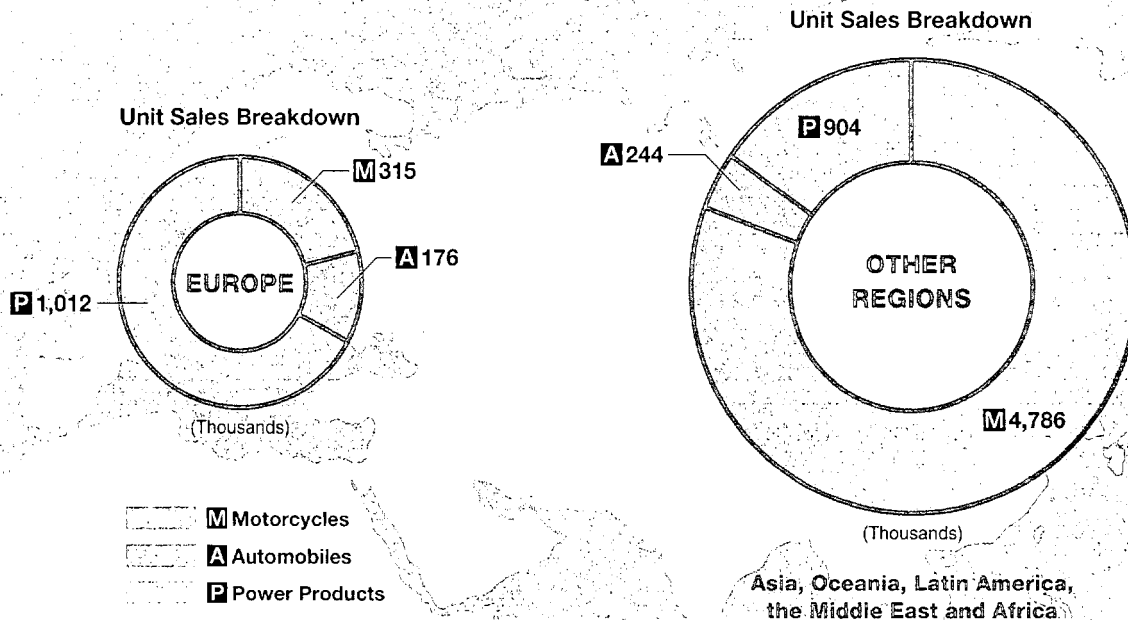 Unit Sales Breakdown
M 315
A 176
P 1,012
EUROPE
(Thousands)
M Motorcycles
A Automobiles
P Power Products
Unit Sales Breakdown
P 904
A 244
OTHER
REGIONS
M 4,786
(Thousands)
Asia, Oceania, Latin America,
the Middle East and Africa